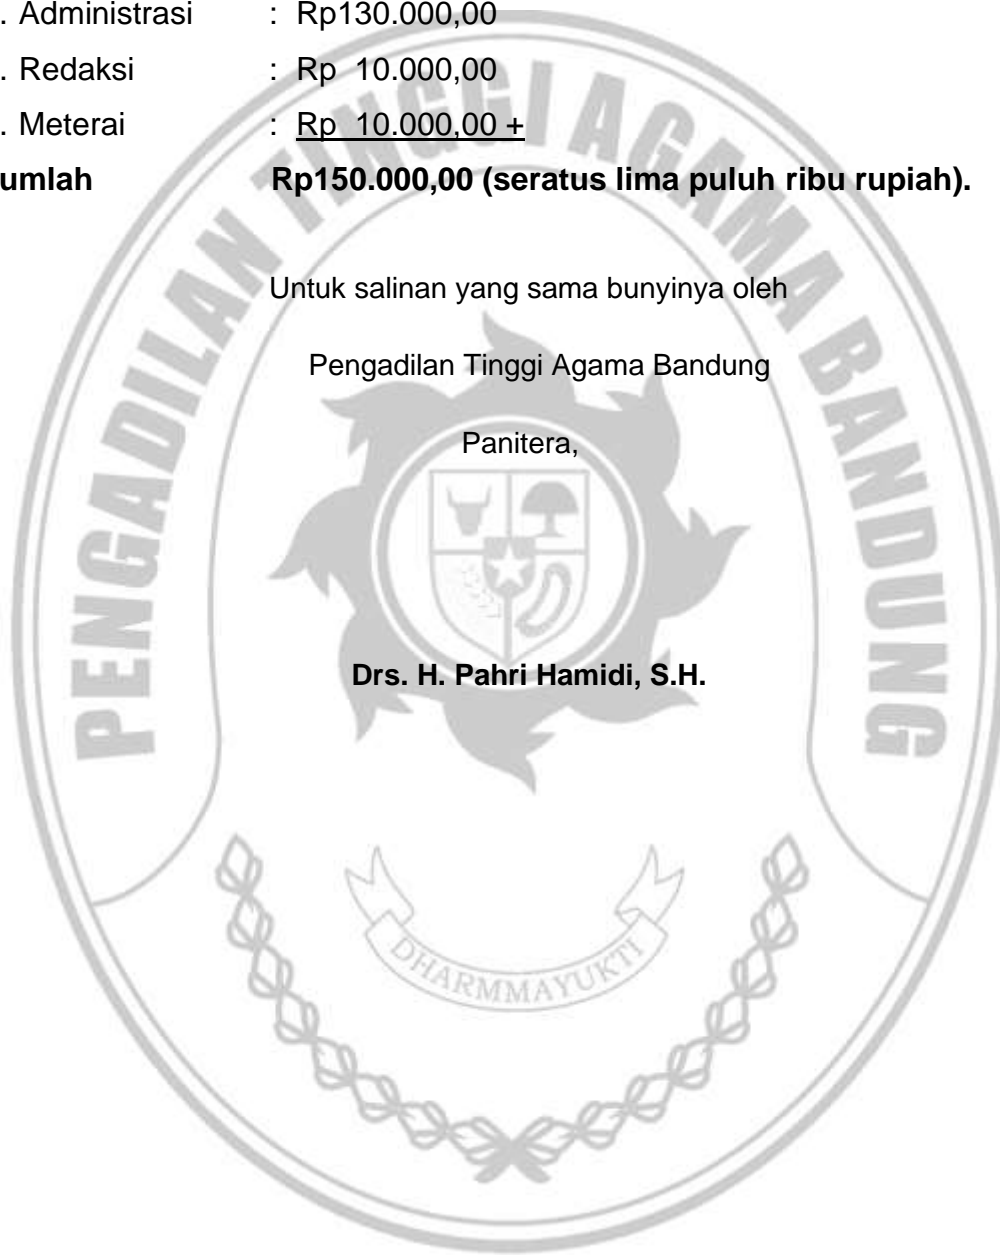 . Administrasi : Rp130.000,00
. Redaksi : Rp 10.000,00
. Meterai : Rp 10.000,00 +
umlah Rp150.000,00 (seratus lima puluh ribu rupiah).
Untuk salinan yang sama bunyinya oleh
Pengadilan Tinggi Agama Bandung
Panitera,
Drs. H. Pahri Hamidi, S.H.
PENGADILAN TINGGI AGAMA BANDUNG
DHARMMAYUKTI